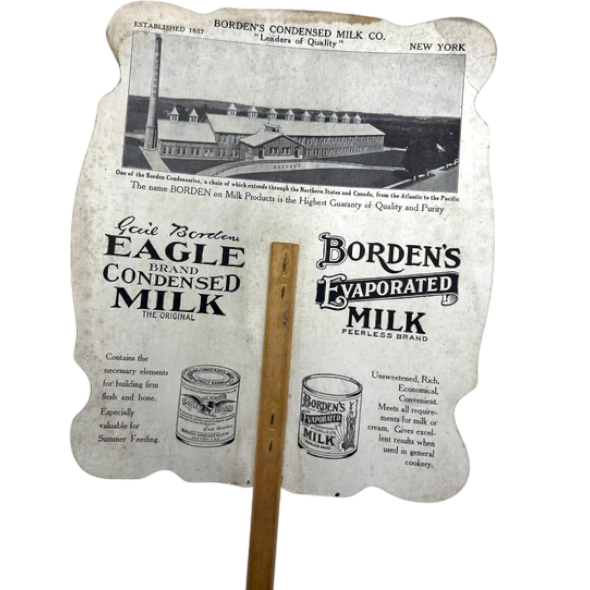 ESTABLISHED 1857
BORDEN'S CONDENSED MILK CO.
"Leaders of Quality"
NEW YORK
BORDEN'S
One of the Borden Condenseries, a chain of which extends through the Northern States and Canada, from the Atlantic to the Pacific
The name BORDEN on Milk Products is the Highest Guaranty of Quality and Purity
Gail Borden
EAGLE
BRAND
CONDENSED
MILK
THE ORIGINAL
BORDEN'S
EVAPORATED
MILK
PEERLESS BRAND
Contains the
necessary elements
for building firm
flesh and bone.
Especially
valuable for
Summer Feeding.
BORDEN'S
EVAPORATED
MILK
Unsweetened, Rich,
Economical,
Convenient.
Meets all require-
ments for milk or
cream. Gives excel-
lent results when
used in general
cookery.